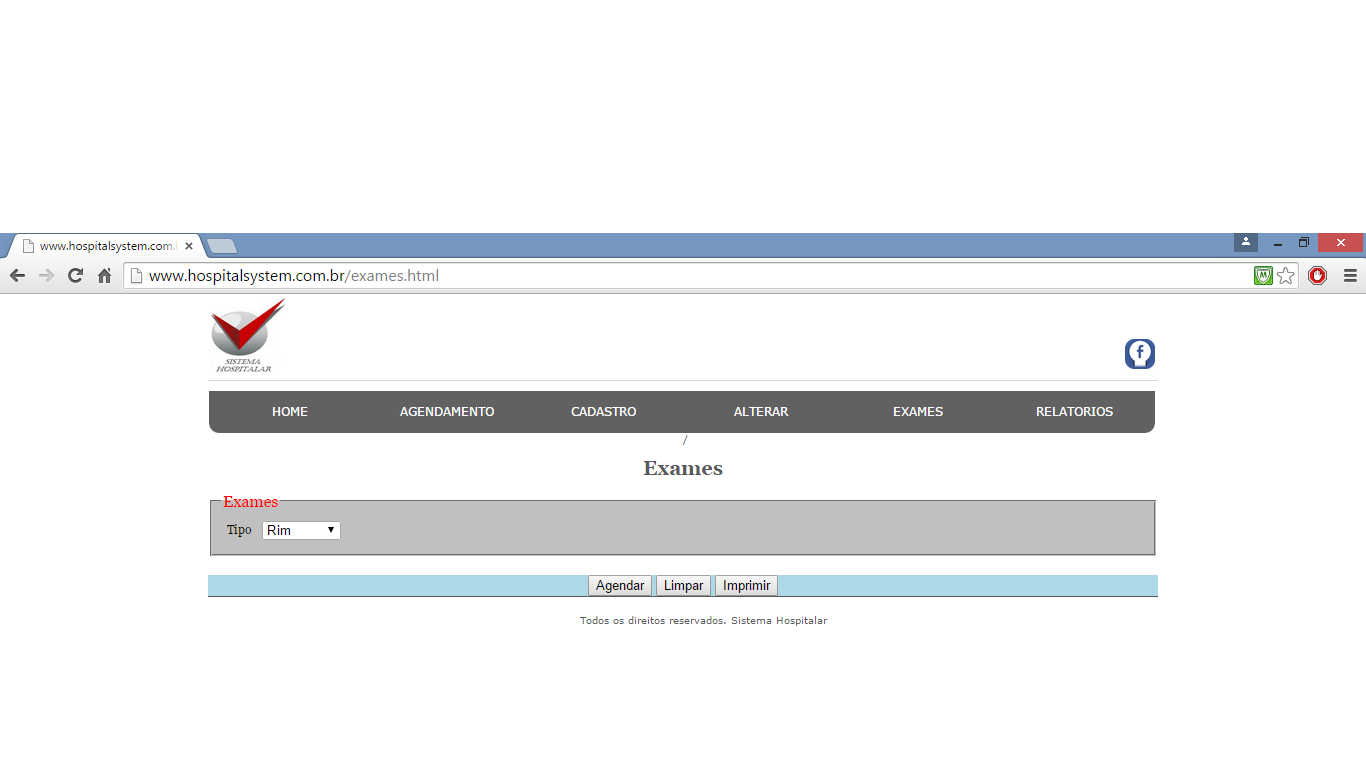 www.hospitalsystem.com.
www.hospitalsystem.com.br/exames.html
SISTEMA
HOSPITALAR
HOME AGENDAMENTO CADASTRO ALTERAR EXAMES RELATORIOS
/
Exames
Exames
Tipo Rim
Agendar Limpar Imprimir
Todos os direitos reservados. Sistema Hospitalar